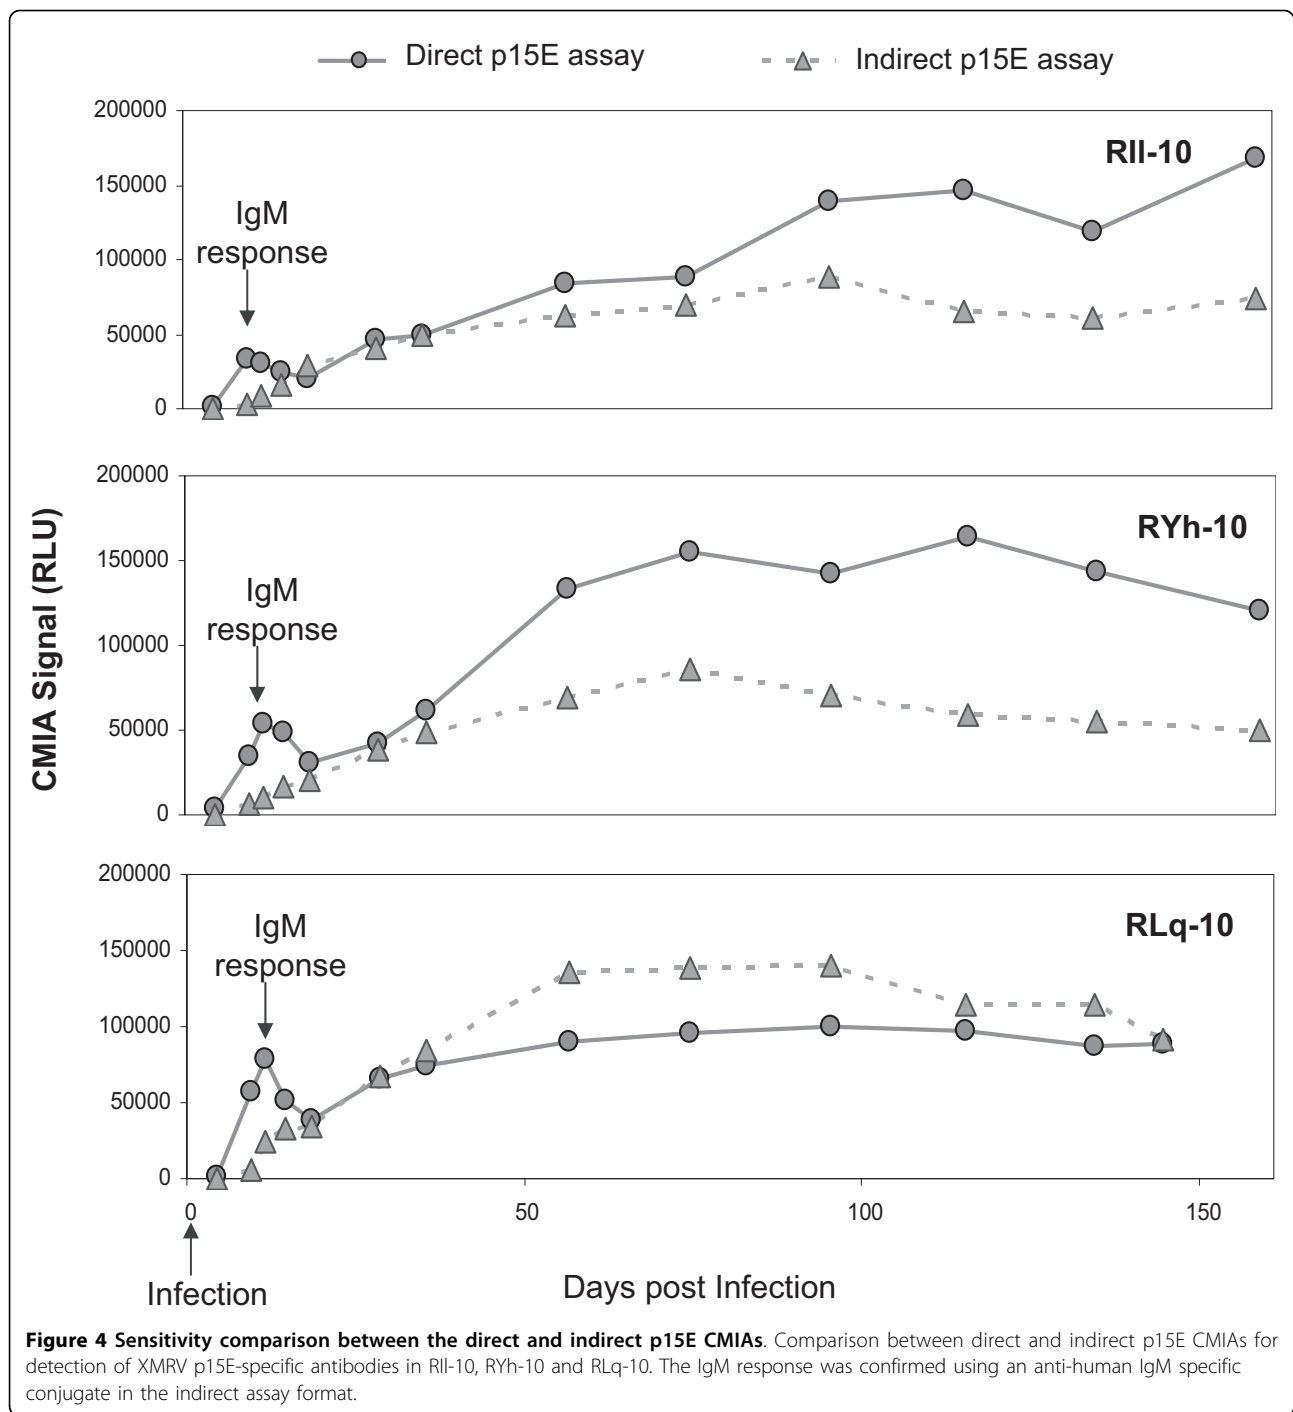 Direct p15E assay
Indirect p15E assay
200000
150000
100000
50000
0
IgM
response
RIl-10
CMIA Signal (RLU)
200000
150000
100000
50000
0
IgM
response
RYh-10
200000
150000
100000
50000
0
IgM
response
RLq-10
0 50 100 150
Infection
Days post Infection
Figure 4 Sensitivity comparison between the direct and indirect p15E CMIAs. Comparison between direct and indirect p15E CMIAs for
detection of XMRV p15E-specific antibodies in RIl-10, RYh-10 and RLq-10. The IgM response was confirmed using an anti-human IgM specific
conjugate in the indirect assay format.